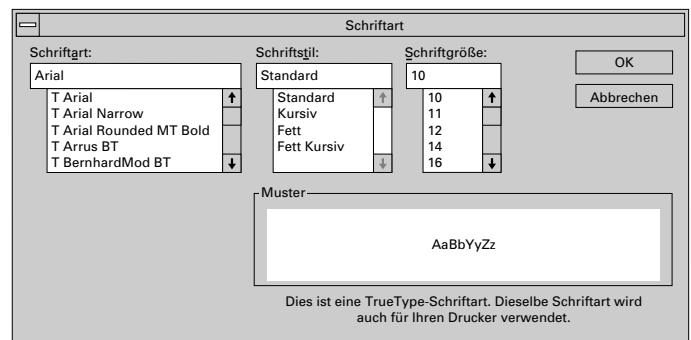 Schriftart
Schriftart:
Arial
T Arial
T Arial Narrow
T Arial Rounded MT Bold
T Arrus BT
T BernhardMod BT
Schriftstil:
Standard
Standard
Kursiv
Fett
Fett Kursiv
Schriftgröße:
10
10
11
12
14
16
OK
Abbrechen
Muster
AaBbYyZz
Dies ist eine TrueType-Schriftart. Dieselbe Schriftart wird
auch für Ihren Drucker verwendet.